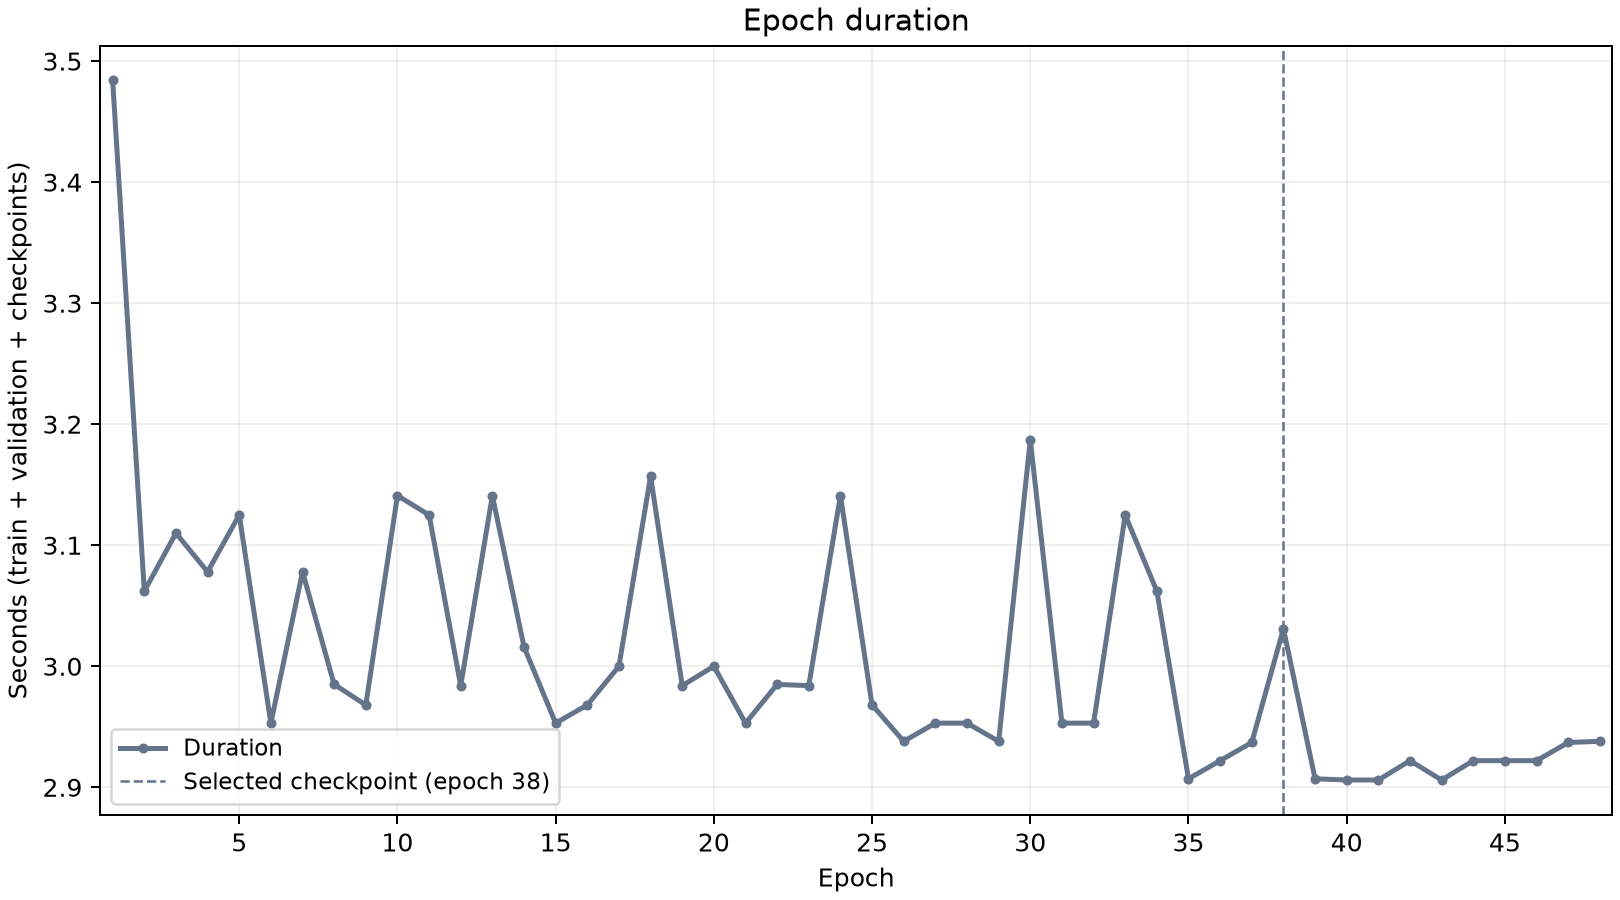 Epoch duration
Seconds (train + validation + checkpoints)
3.5
3.4
3.3
3.2
3.1
3.0
2.9
Duration
Selected checkpoint (epoch 38)
5 10 15 20 25 30 35 40 45
Epoch